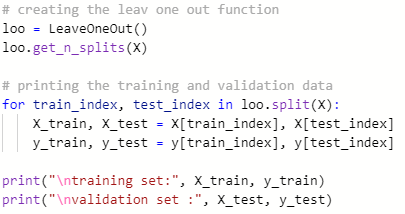 # creating the leav one out function
loo = LeaveOneOut()
loo.get_n_splits(X)
# printing the training and validation data
for train_index, test_index in loo.split(X):
X_train, X_test = X[train_index], X[test_index]
y_train, y_test = y[train_index], y[test_index]
print("\ntraining set:", X_train, y_train)
print("\nvalidation set :", X_test, y_test)